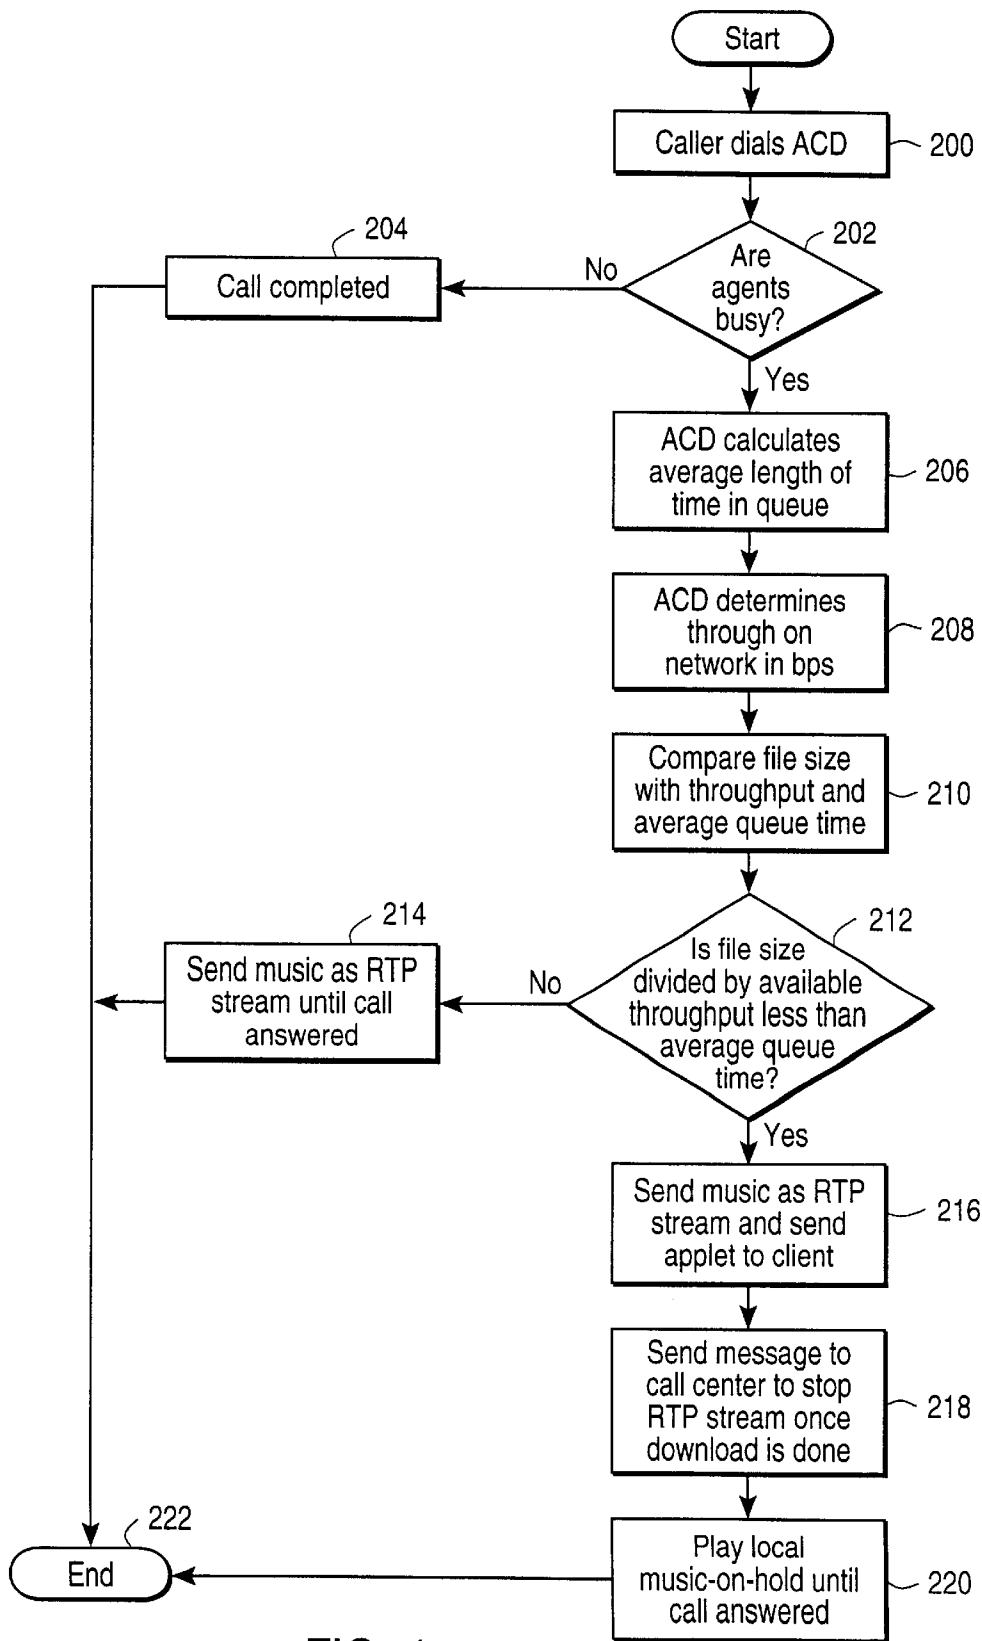 Start
Caller dials ACD
200
204
202
Call completed
No
Are
agents
busy?
Yes
ACD calculates
average length of
time in queue
206
ACD determines
through on
network in bps
208
Compare file size
with throughput and
average queue time
210
214
212
Send music as RTP
stream until call
answered
No
Is file size
divided by available
throughput less than
average queue
time?
Yes
Send music as RTP
stream and send
applet to client
216
Send message to
call center to stop
RTP stream once
download is done
218
222
End
Play local
music-on-hold until
call answered
220